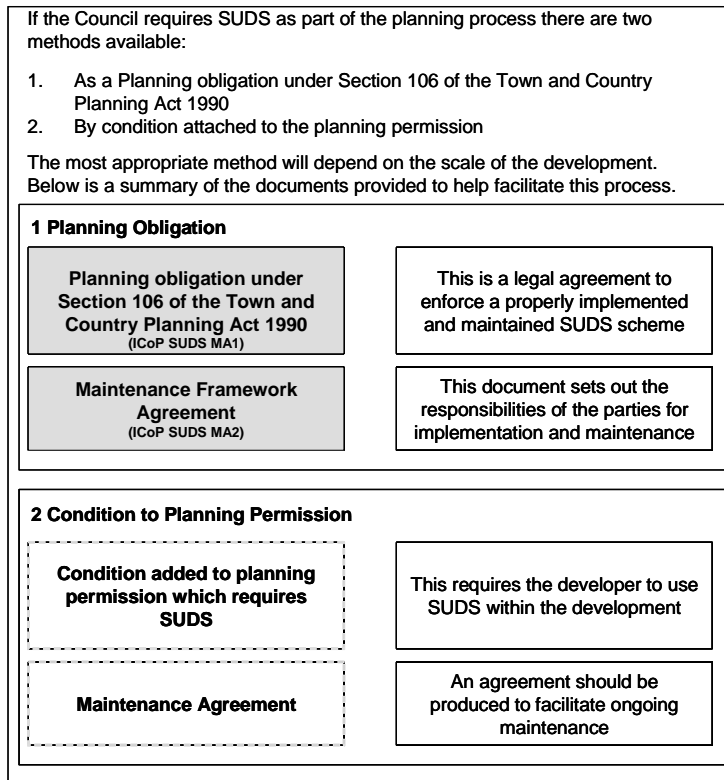 If the Council requires SUDS as part of the planning process there are two
methods available:
1. As a Planning obligation under Section 106 of the Town and Country
Planning Act 1990
2. By condition attached to the planning permission
The most appropriate method will depend on the scale of the development.
Below is a summary of the documents provided to help facilitate this process.
1 Planning Obligation
Planning obligation under
Section 106 of the Town and
Country Planning Act 1990
(ICoP SUDS MA1)
This is a legal agreement to
enforce a properly implemented
and maintained SUDS scheme
Maintenance Framework
Agreement
(ICoP SUDS MA2)
This document sets out the
responsibilities of the parties for
implementation and maintenance
2 Condition to Planning Permission
Condition added to planning
permission which requires
SUDS
This requires the developer to use
SUDS within the development
Maintenance Agreement
An agreement should be
produced to facilitate ongoing
maintenance